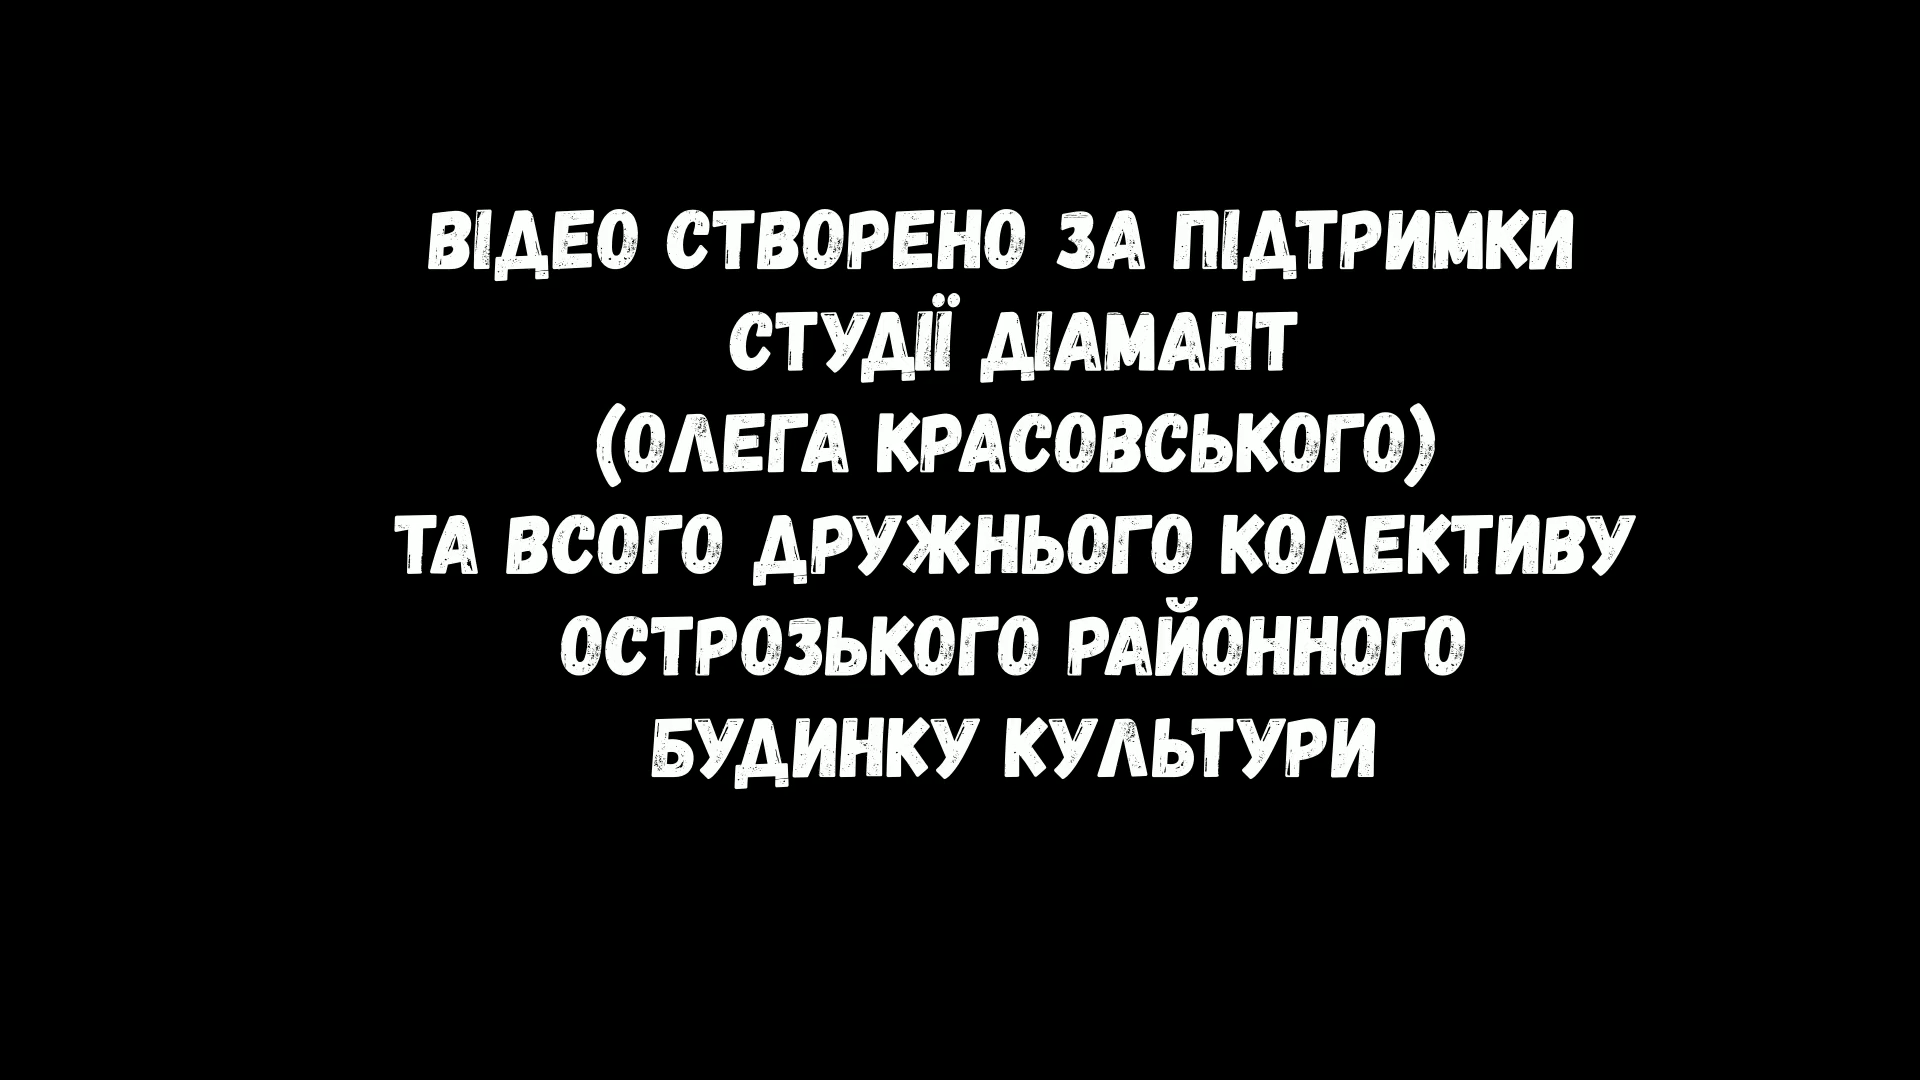 ВІДЕО СТВОРЕНО ЗА ПІДТРИМКИ
СТУДІЇ ДІАМАНТ
(ОЛЕГА КРАСОВСЬКОГО)
ТА ВСОГО ДРУЖНЬОГО КОЛЕКТИВУ
ОСТРОЗЬКОГО РАЙОННОГО
БУДИНКУ КУЛЬТУРИ